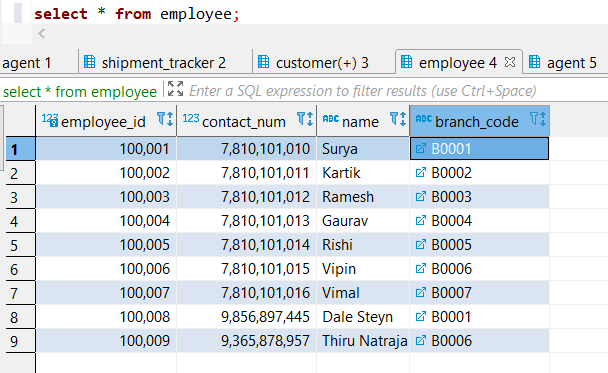 select * from employee;
agent 1 shipment_tracker 2 customer(+) 3 employee 4 agent 5
select * from employee Enter a SQL expression to filter results (use Ctrl+Space)
123 employee_id 123 contact_num ABC name ABC branch_code
1 100,001 7,810,101,010 Surya B0001
2 100,002 7,810,101,011 Kartik B0002
3 100,003 7,810,101,012 Ramesh B0003
4 100,004 7,810,101,013 Gaurav B0004
5 100,005 7,810,101,014 Rishi B0005
6 100,006 7,810,101,015 Vipin B0006
7 100,007 7,810,101,016 Vimal B0007
8 100,008 9,856,897,445 Dale Steyn B0001
9 100,009 9,365,878,957 Thiru Natraja B0006